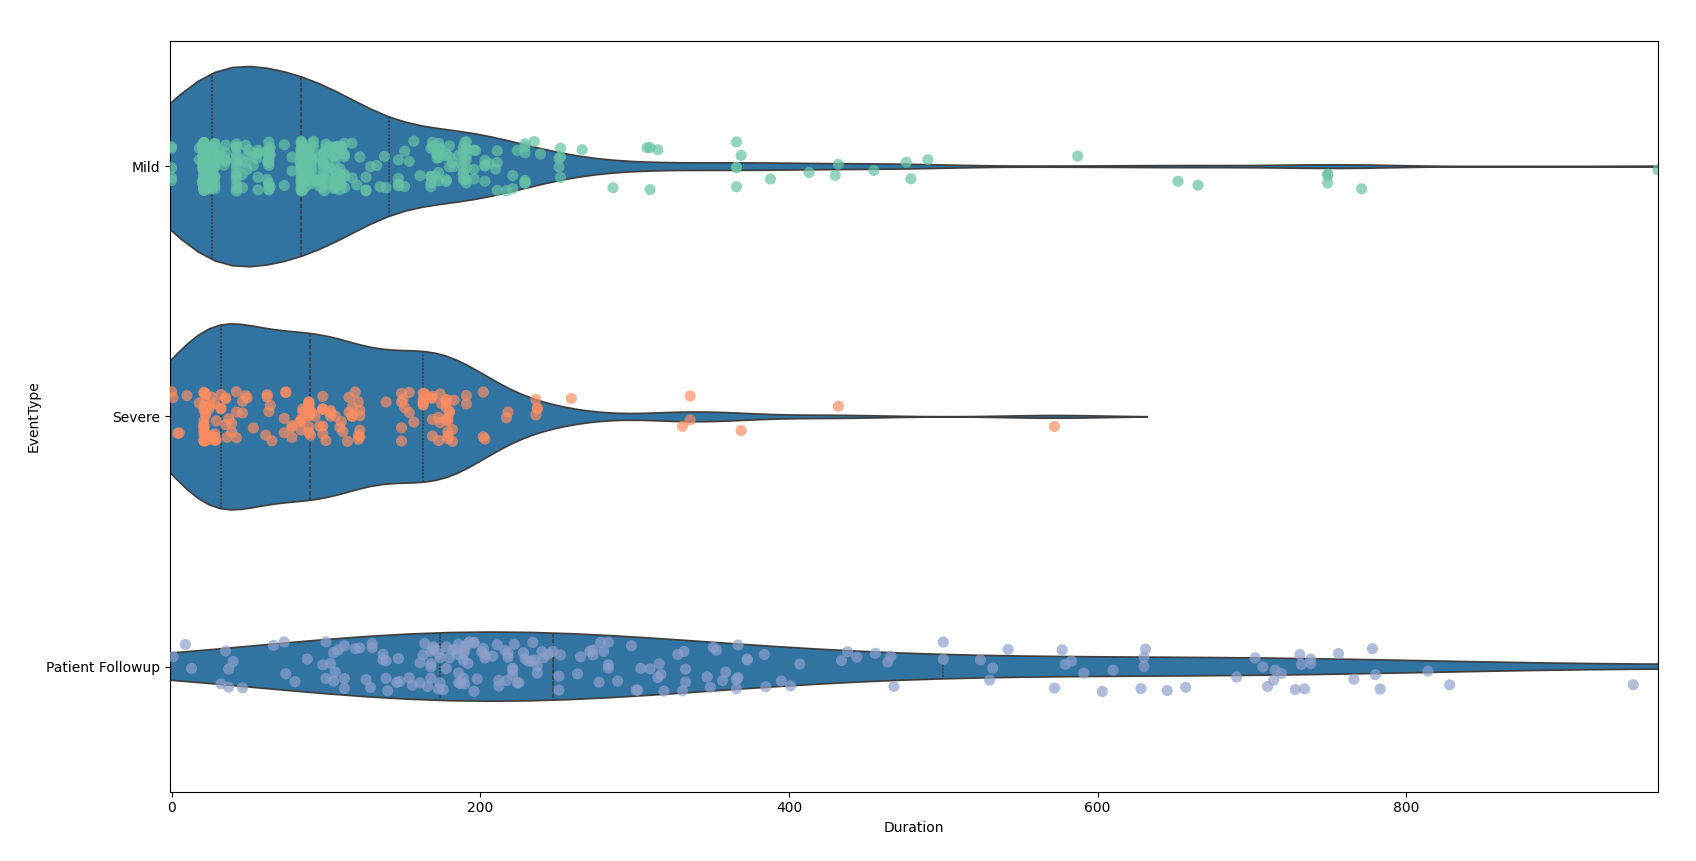 Mild
Severe
Patient Followup
EventType
0
200
400
600
800
Duration